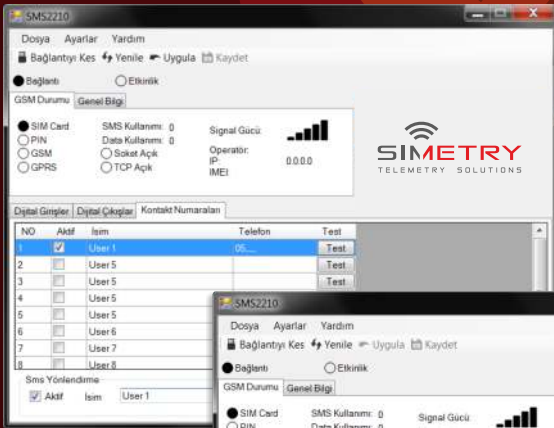 SMS2210
Dosya Ayarlar Yardım
Bağlantıyı Kes Yenile Uygula Kaydet
Bağlantı Etkinlik
GSM Durumu Genel Bilgi
SIM Card SMS Kullanımı: 0 Signal Gücü:
PIN Data Kullanımı: 0
GSM Soket Açık Operatör:
GPRS TCP Açık IP: 0.0.0.0
IMEI
SIMETRY
TELEMETRY SOLUTIONS
Dijital Girişler Dijital Çıkışlar Kontakt Numaraları
NO Aktif İsim Telefon Test
1 User 1 05.... Test
2 User 5 Test
3 User 5 Test
4 User 5
5 User 5
6 User 6
7 User 7
8 User 8
Sms Yönlendirme
Aktif İsim User 1
SMS2210
Dosya Ayarlar Yardım
Bağlantıyı Kes Yenile Uygula Kaydet
Bağlantı Etkinlik
GSM Durumu Genel Bilgi
SIM Card SMS Kullanımı: 0 Signal Gücü:
PIN Data Kullanımı: 0